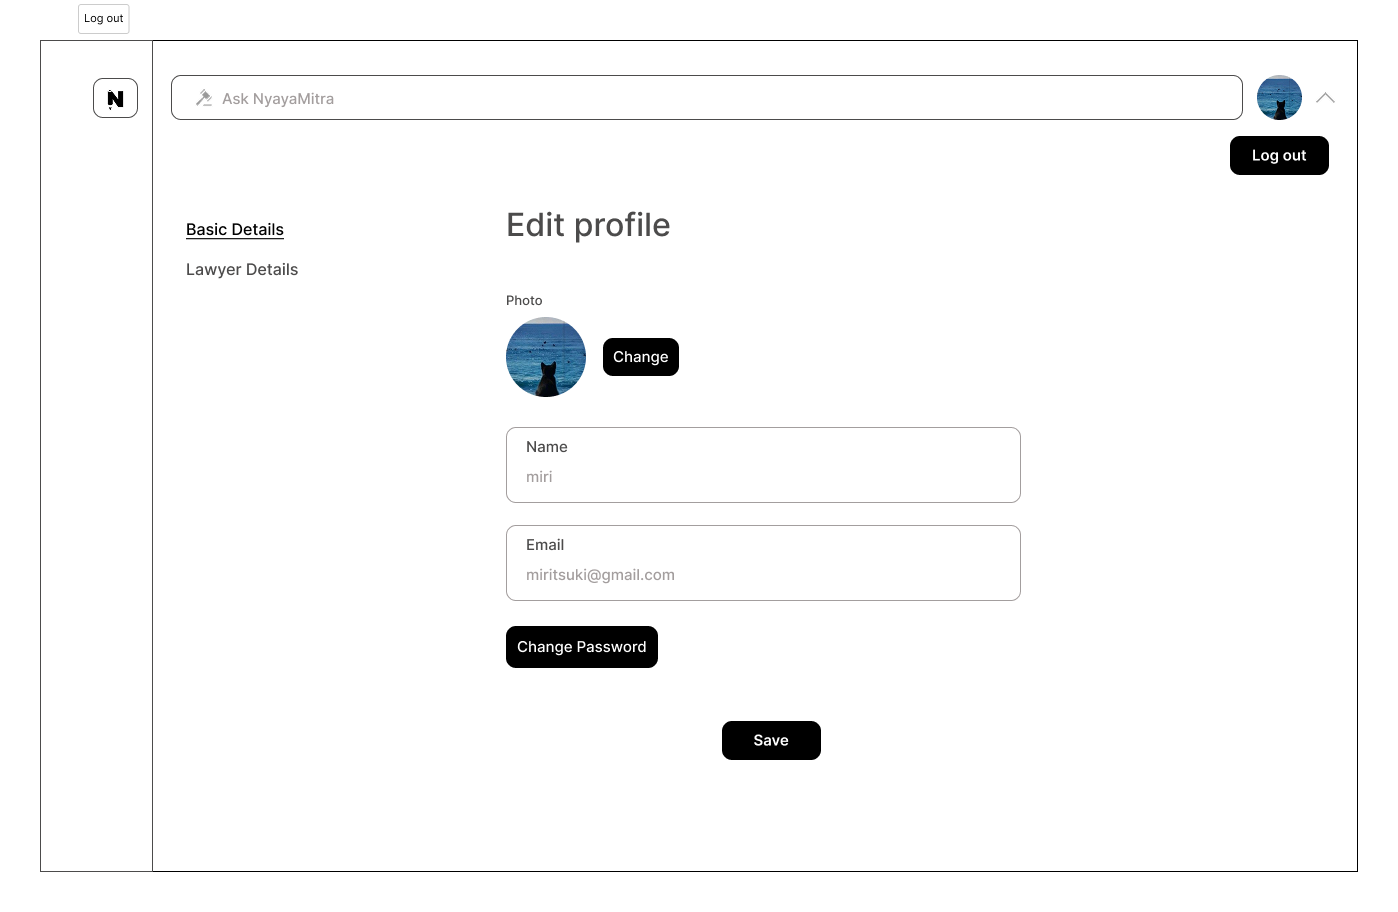 Log out
N
Ask NyayaMitra
Log out
Basic Details
Lawyer Details
Edit profile
Photo
Change
Name
miri
Email
miritsuki@gmail.com
Change Password
Save